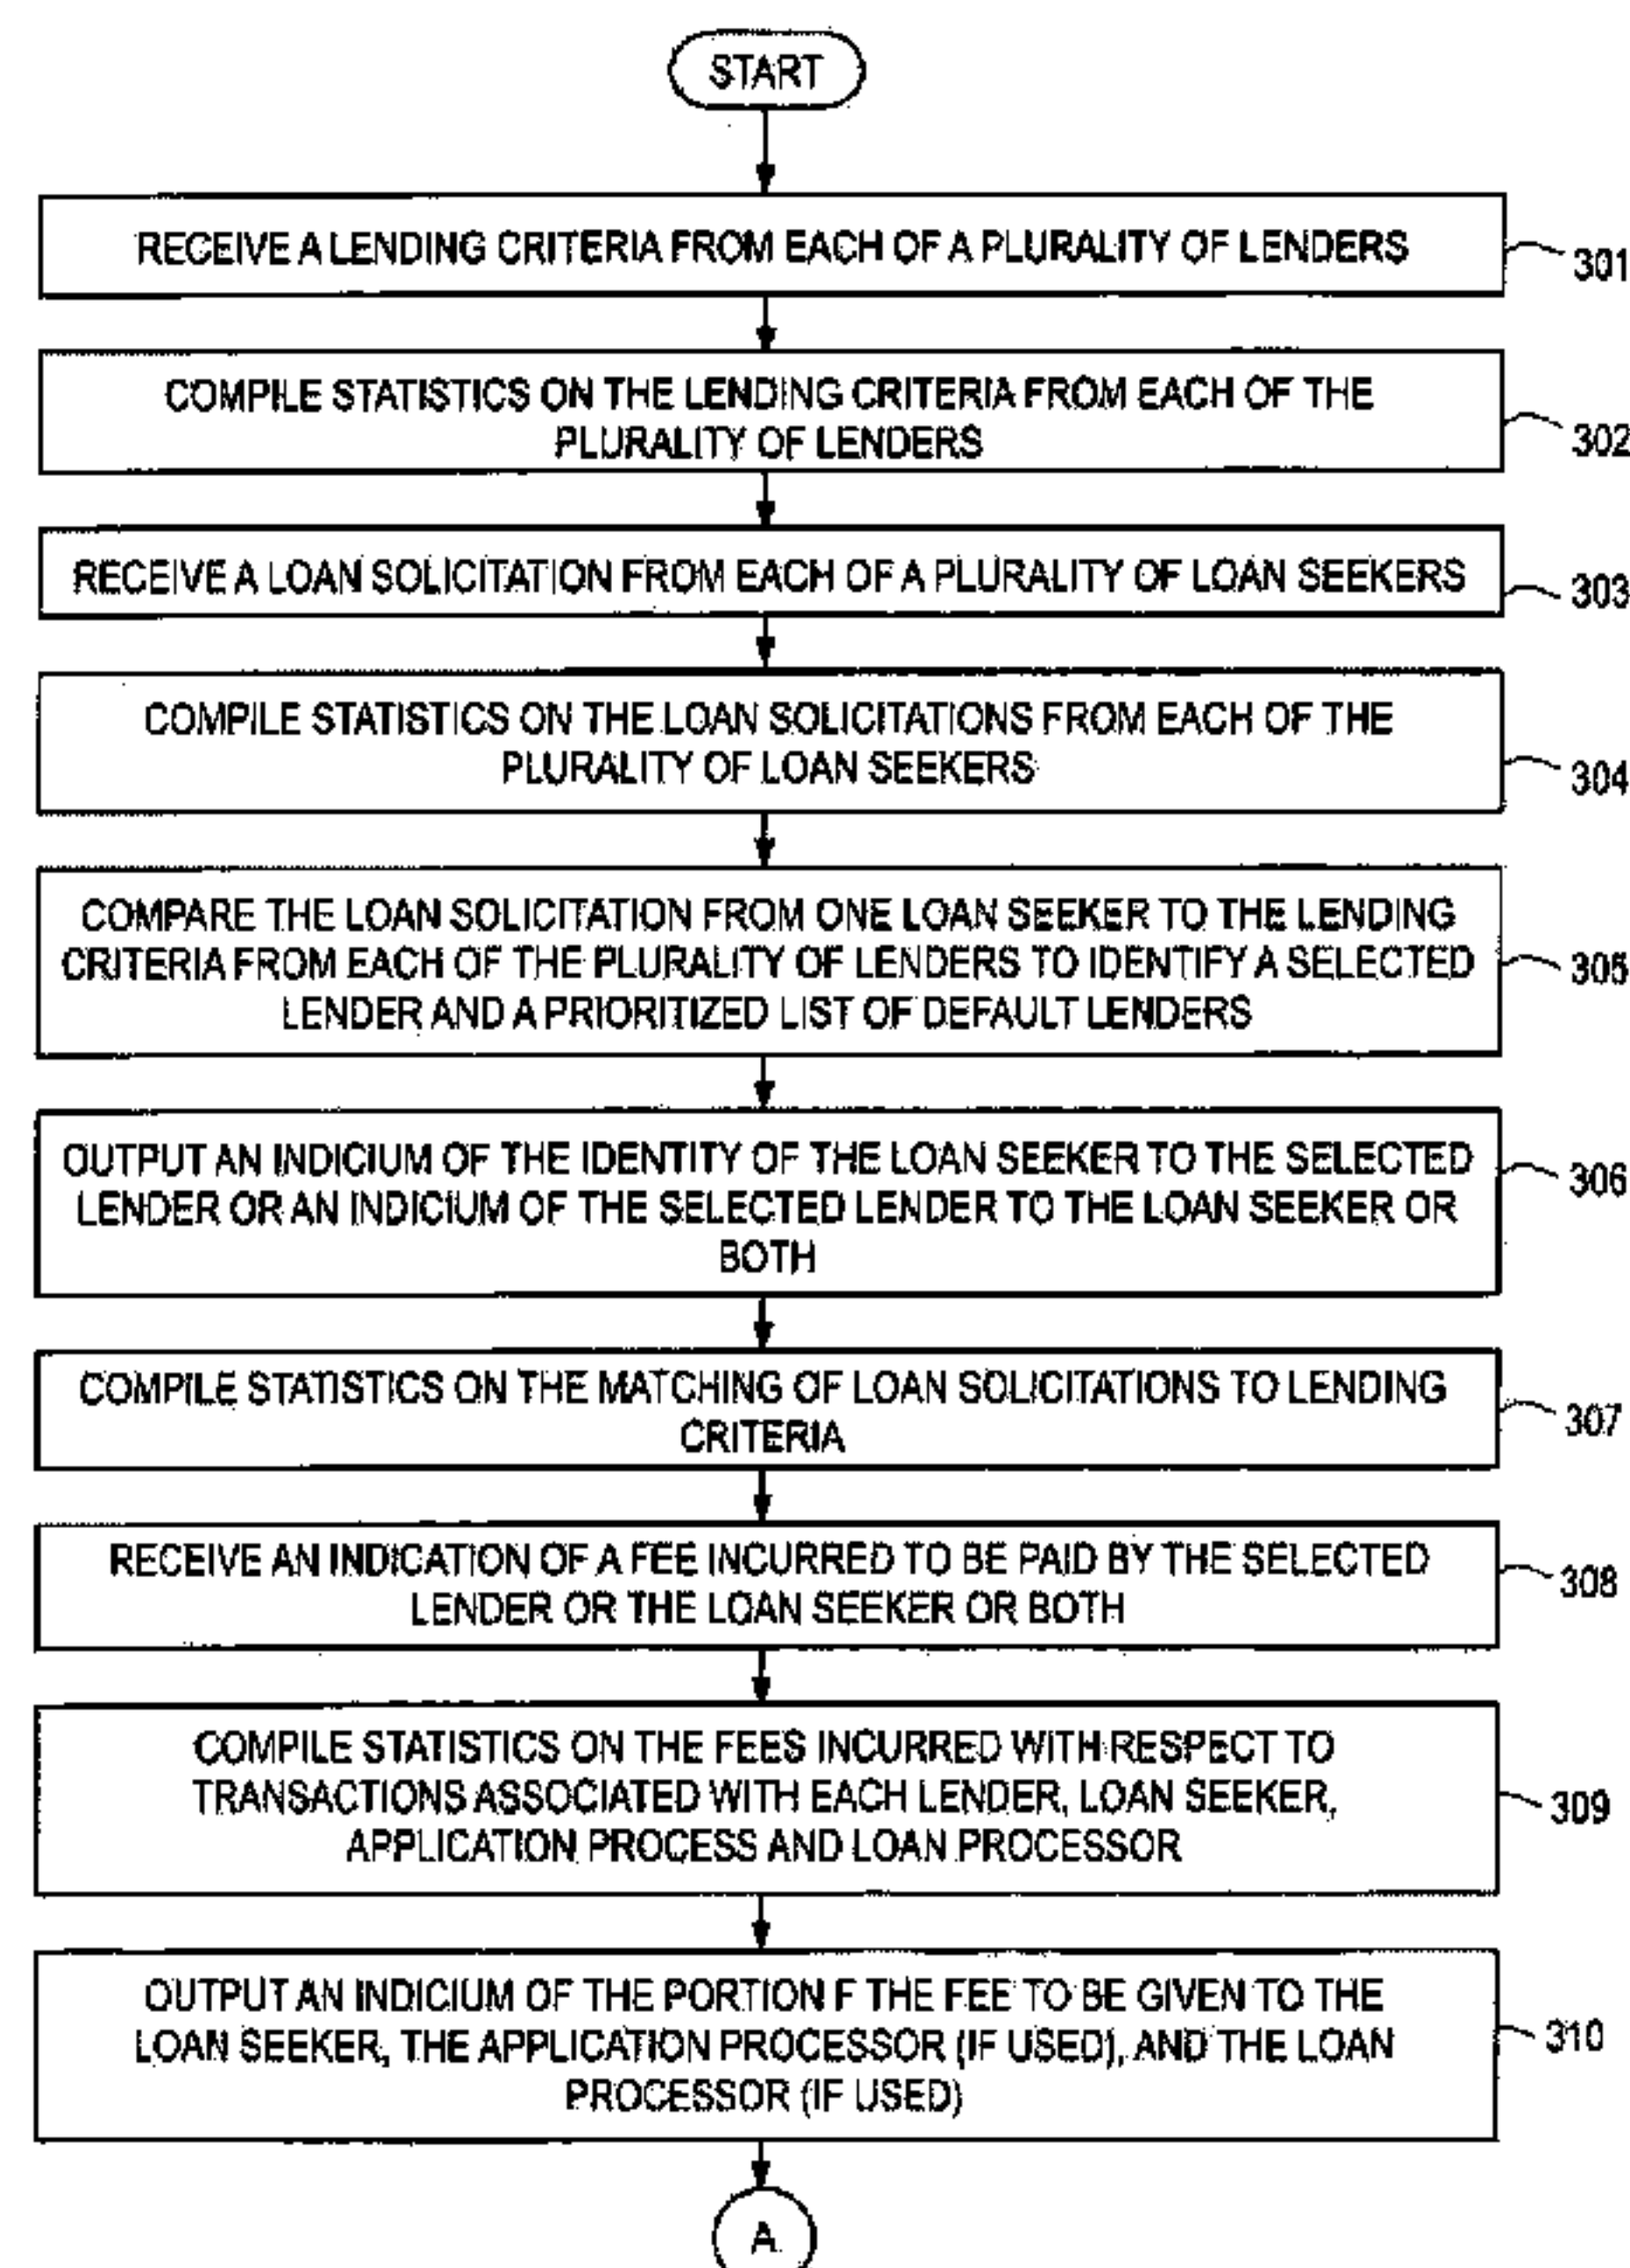 START
RECEIVE A LENDING CRITERIA FROM EACH OF A PLURALITY OF LENDERS
301
COMPILE STATISTICS ON THE LENDING CRITERIA FROM EACH OF THE
PLURALITY OF LENDERS
302
RECEIVE A LOAN SOLICITATION FROM EACH OF A PLURALITY OF LOAN SEEKERS
303
COMPILE STATISTICS ON THE LOAN SOLICITATIONS FROM EACH OF THE
PLURALITY OF LOAN SEEKERS
304
COMPARE THE LOAN SOLICITATION FROM ONE LOAN SEEKER TO THE LENDING
CRITERIA FROM EACH OF THE PLURALITY OF LENDERS TO IDENTIFY A SELECTED
LENDER AND A PRIORITIZED LIST OF DEFAULT LENDERS
305
OUTPUT AN INDICIUM OF THE IDENTITY OF THE LOAN SEEKER TO THE SELECTED
LENDER OR AN INDICIUM OF THE SELECTED LENDER TO THE LOAN SEEKER OR
BOTH
306
COMPILE STATISTICS ON THE MATCHING OF LOAN SOLICITATIONS TO LENDING
CRITERIA
307
RECEIVE AN INDICATION OF A FEE INCURRED TO BE PAID BY THE SELECTED
LENDER OR THE LOAN SEEKER OR BOTH
308
COMPILE STATISTICS ON THE FEES INCURRED WITH RESPECT TO
TRANSACTIONS ASSOCIATED WITH EACH LENDER, LOAN SEEKER,
APPLICATION PROCESS AND LOAN PROCESSOR
309
OUTPUT AN INDICIUM OF THE PORTION F THE FEE TO BE GIVEN TO THE
LOAN SEEKER, THE APPLICATION PROCESSOR (IF USED), AND THE LOAN
PROCESSOR (IF USED)
310
A